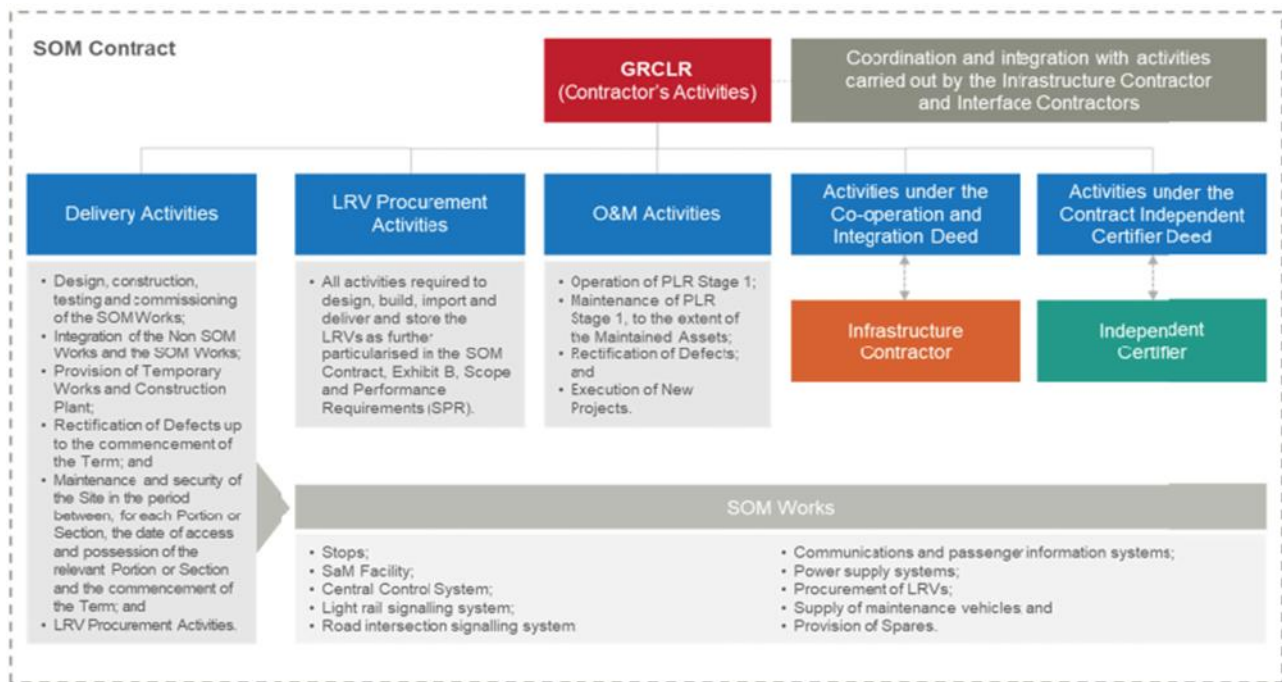 SOM Contract
GRCLR
(Contractor's Activities)
Coordination and integration with activities
carried out by the Infrastructure Contractor
and Interface Contractors
Delivery Activities
LRV Procurement
Activities
O&M Activities
Activities under the
Co-operation and
Integration Deed
Activities under the
Contract Independent
Certifier Deed
• Design, construction,
testing and commissioning
of the SOM Works;
• Integration of the Non SOM
Works and the SOM Works;
• Provision of Temporary
Works and Construction
Plant;
• Rectification of Defects up
to the commencement of
the Term; and
• Maintenance and security of
the Site in the period
between, for each Portion or
Section, the date of access
and possession of the
relevant Portion or Section
and the commencement of
the Term; and
• LRV Procurement Activities.
• All activities required to
design, build, import and
deliver and store the
LRVs as further
particularised in the SOM
Contract, Exhibit B, Scope
and Performance
Requirements (SPR).
• Operation of PLR Stage 1;
• Maintenance of PLR
Stage 1, to the extent of
the Maintained Assets;
• Rectification of Defects;
and
• Execution of New
Projects.
Infrastructure
Contractor
Independent
Certifier
SOM Works
• Stops;
• SaM Facility;
• Central Control System;
• Light rail signalling system;
• Road intersection signalling system
• Communications and passenger information systems;
• Power supply systems;
• Procurement of LRVs;
• Supply of maintenance vehicles and
• Provision of Spares.